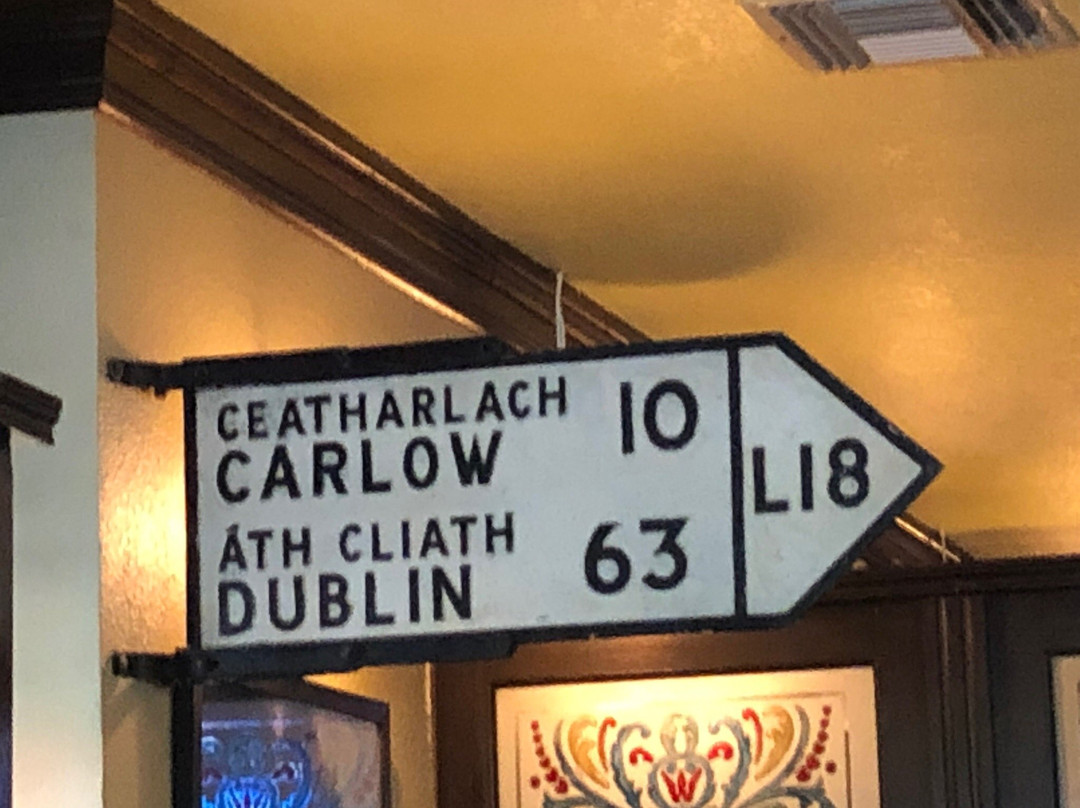 CEATHARLACH 10
CARLOW
ÁTH CLIATH 63
DUBLIN
L18
W